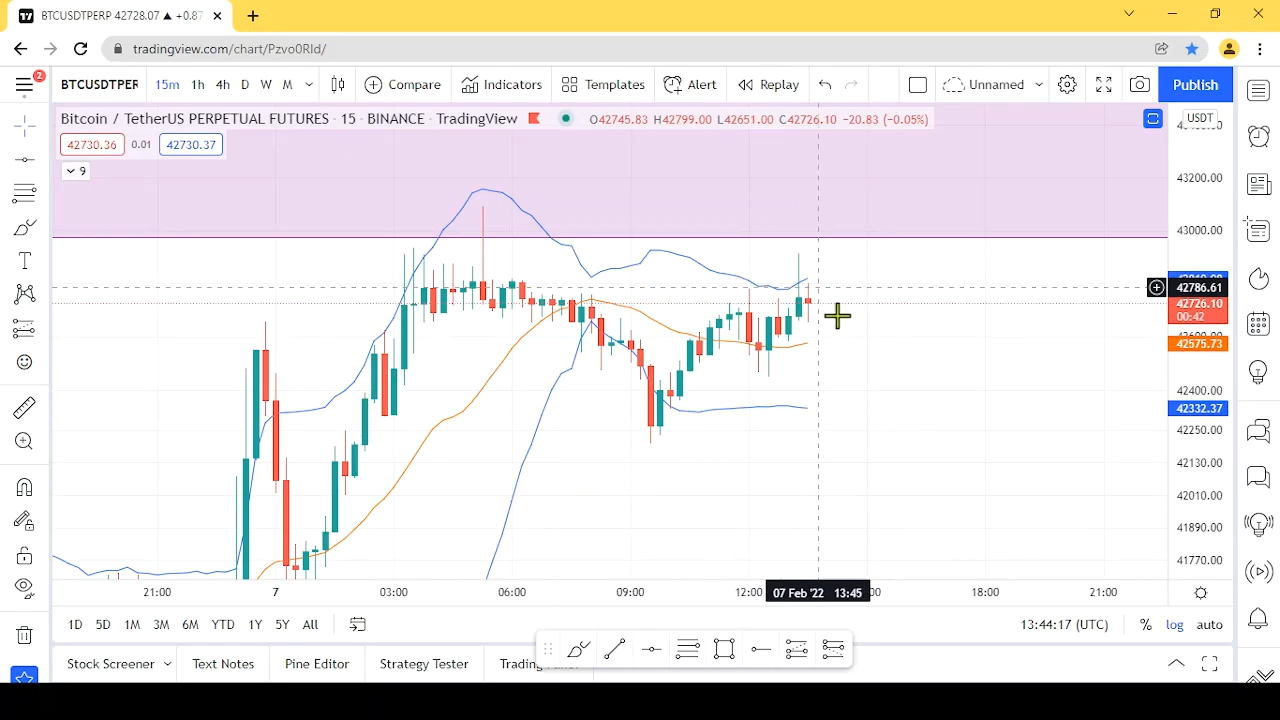 BTCUSDTPERP 42728.07 ▲ +0.87
tradingview.com/chart/Pzvo0Rld/
2
BTCUSDTPER 15m 1h 4h D W M Compare Indicators Templates Alert Replay Unnamed Publish
Bitcoin / TetherUS PERPETUAL FUTURES · 15 · BINANCE · TradingView O42745.83 H42799.00 L42651.00 C42726.10 -20.83 (-0.05%)
USDT
42730.36 0.01 42730.37
9
43200.00
43000.00
42786.61
42726.10
00:42
42575.73
42400.00
42332.37
42250.00
42130.00
42010.00
41890.00
41770.00
21:00 7 03:00 06:00 09:00 12:00 07 Feb '22 13:45 18:00 21:00
1D 5D 1M 3M 6M YTD 1Y 5Y All 13:44:17 (UTC) % log auto
Stock Screener Text Notes Pine Editor Strategy Tester